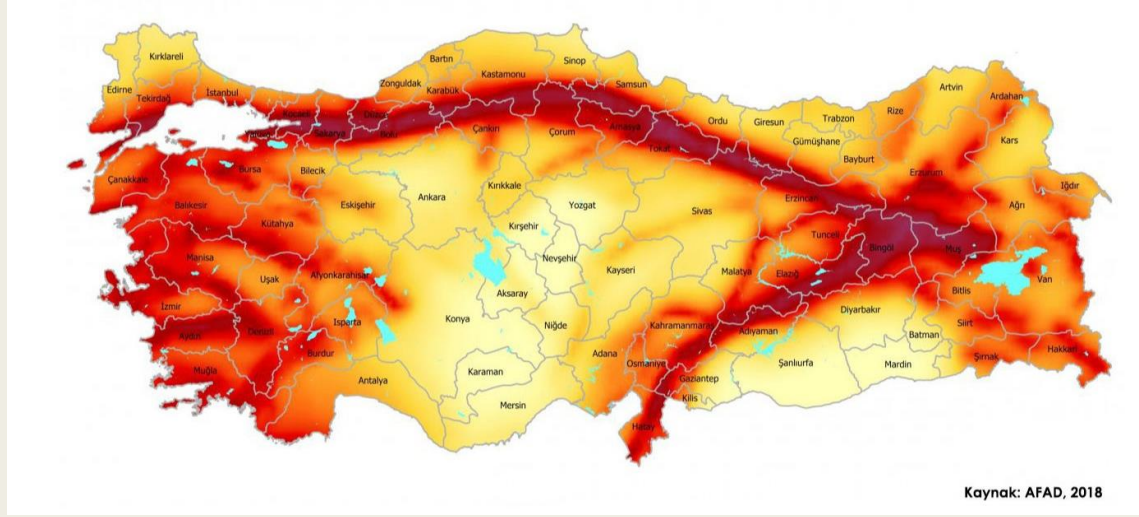 Kırklareli
Edirne
Tekirdağ
İstanbul
Kocaeli
Yalova
Sakarya
Düzce
Bolu
Zonguldak
Bartın
Karabük
Kastamonu
Sinop
Samsun
Çankırı
Çorum
Amasya
Tokat
Ordu
Giresun
Trabzon
Rize
Artvin
Ardahan
Kars
Gümüşhane
Bayburt
Erzurum
Erzincan
Iğdır
Ağrı
Çanakkale
Balıkesir
Bursa
Bilecik
Kütahya
Eskişehir
Ankara
Kırıkkale
Yozgat
Sivas
Kırşehir
Nevşehir
Kayseri
Malatya
Elazığ
Tunceli
Bingöl
Muş
Bitlis
Van
Manisa
Uşak
Afyonkarahisar
İzmir
Aydın
Denizli
Isparta
Burdur
Muğla
Antalya
Konya
Aksaray
Niğde
Karaman
Mersin
Adana
Osmaniye
Kahramanmaraş
Adıyaman
Gaziantep
Kilis
Hatay
Şanlıurfa
Diyarbakır
Mardin
Batman
Siirt
Şırnak
Hakkari
Kaynak: AFAD, 2018